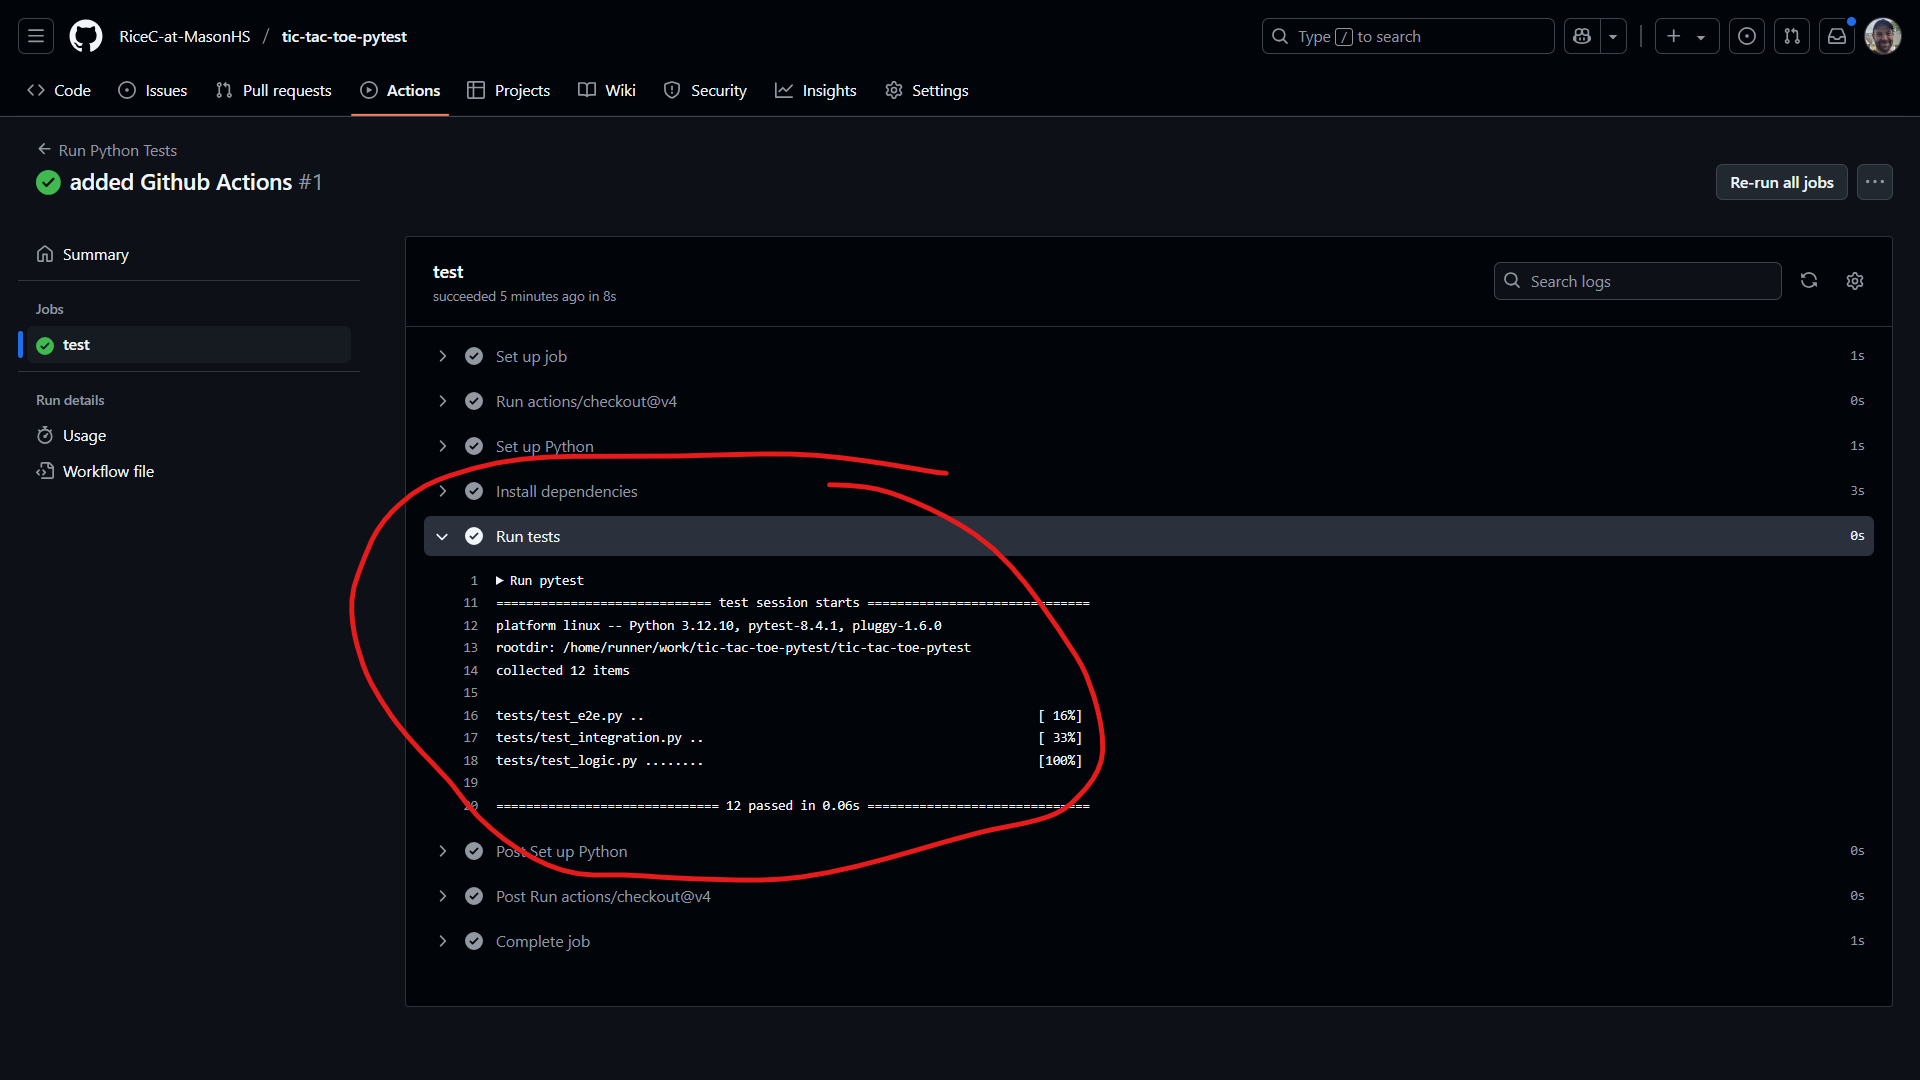 RiceC-at-MasonHS / tic-tac-toe-pytest
Type / to search
Code
Issues
Pull requests
Actions
Projects
Wiki
Security
Insights
Settings
Run Python Tests
added Github Actions #1
Re-run all jobs
Summary
Jobs
test
Run details
Usage
Workflow file
test
succeeded 5 minutes ago in 8s
Search logs
Set up job 1s
Run actions/checkout@v4 0s
Set up Python 1s
Install dependencies 3s
Run tests 0s
1 Run pytest
11 ============================= test session starts ==============================
12 platform linux -- Python 3.12.10, pytest-8.4.1, pluggy-1.6.0
13 rootdir: /home/runner/work/tic-tac-toe-pytest/tic-tac-toe-pytest
14 collected 12 items
15
16 tests/test_e2e.py .. [ 16%]
17 tests/test_integration.py .. [ 33%]
18 tests/test_logic.py ........ [100%]
19
20 ============================== 12 passed in 0.06s ==============================
Post Set up Python 0s
Post Run actions/checkout@v4 0s
Complete job 1s